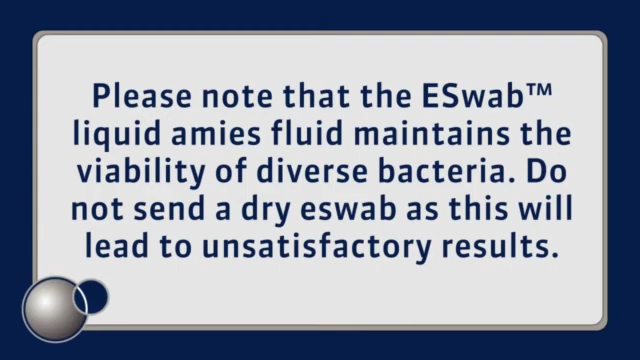 Please note that the ESwab™
liquid amies fluid maintains the
viability of diverse bacteria. Do
not send a dry eswab as this will
lead to unsatisfactory results.